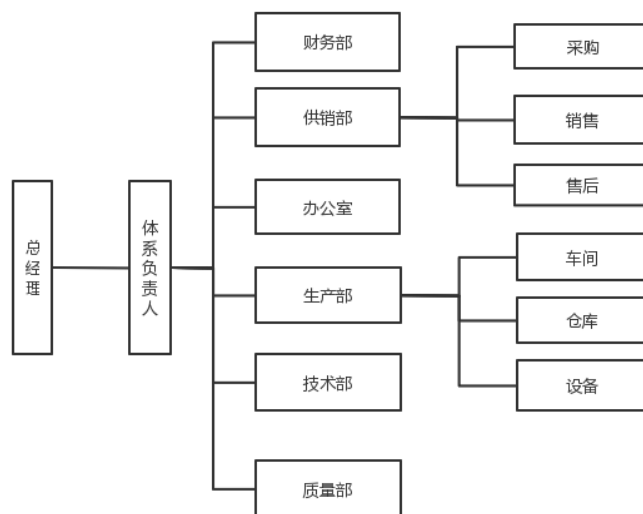 总经理
体系负责人
财务部
供销部
办公室
生产部
技术部
质量部
采购
销售
售后
车间
仓库
设备